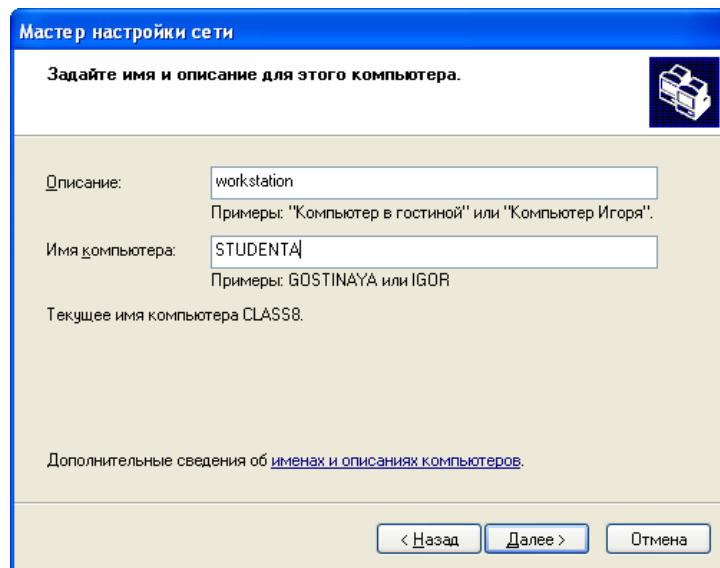 Мастер настройки сети
Задайте имя и описание для этого компьютера.
Описание:
workstation
Примеры: "Компьютер в гостиной" или "Компьютер Игоря".
Имя компьютера:
STUDENTA
Примеры: GOSTINAYA или IGOR
Текущее имя компьютера CLASS8.
Дополнительные сведения об именах и описаниях компьютеров.
< Назад Далее > Отмена